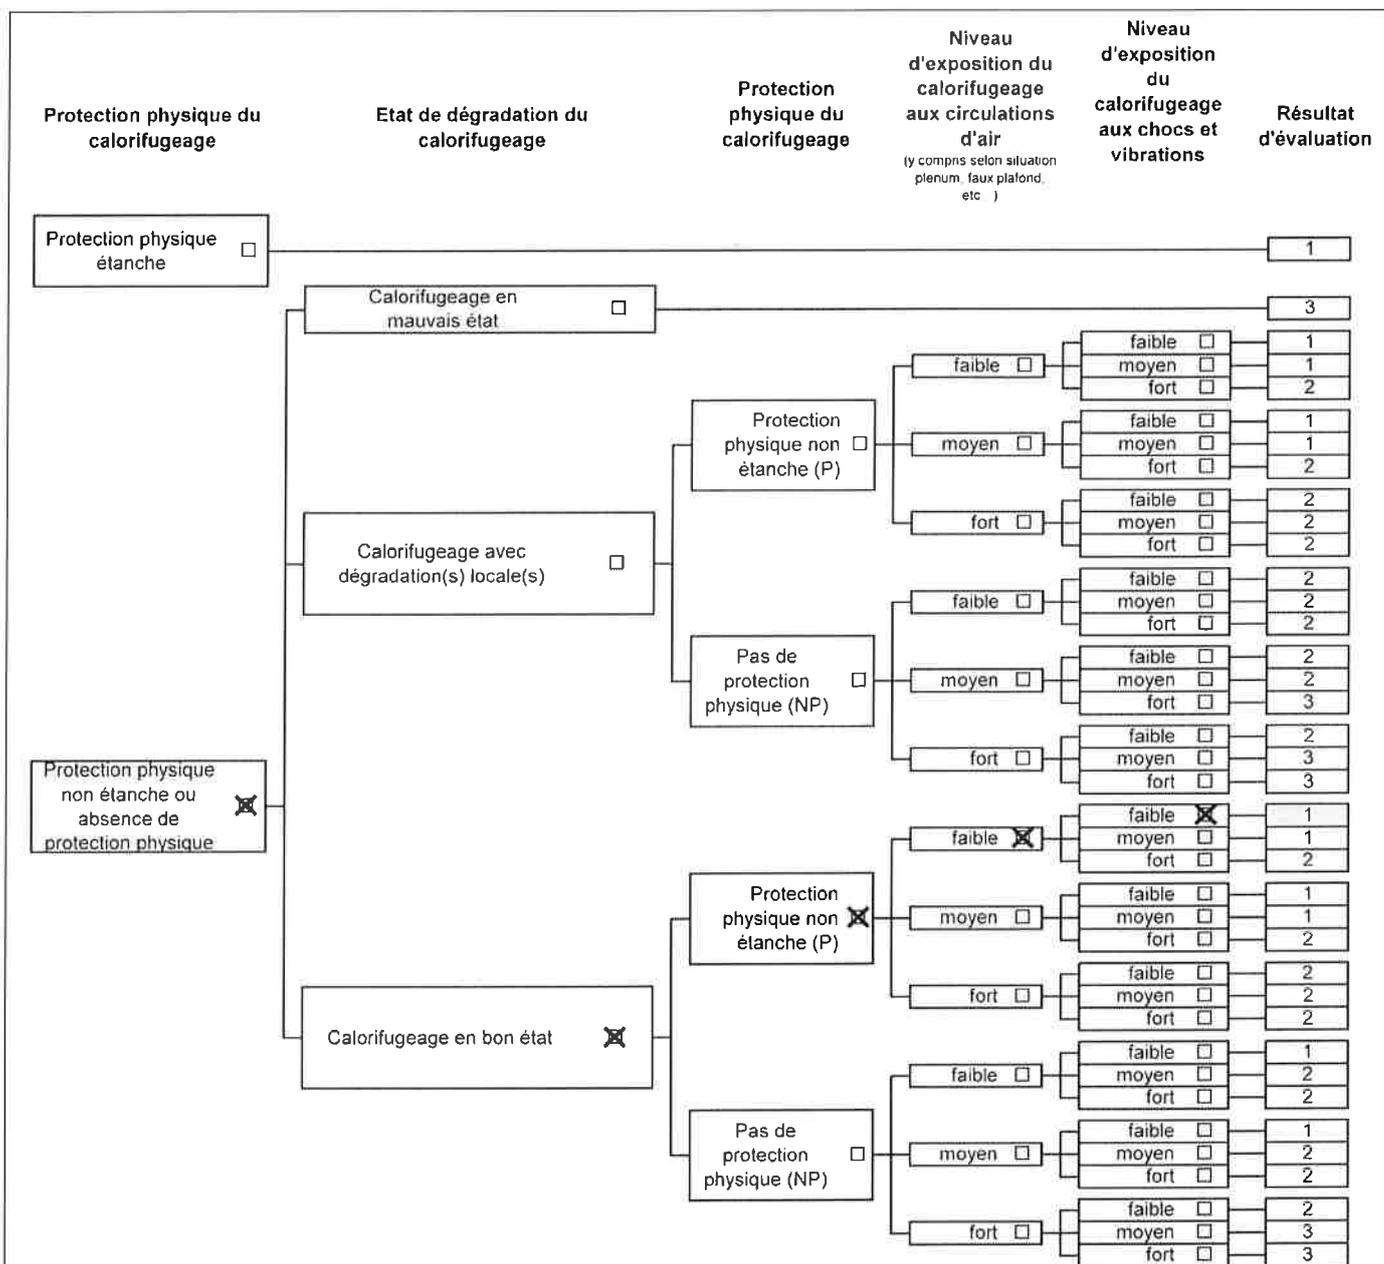 Protection physique du
calorifugeage
Etat de dégradation du
calorifugeage
Protection
physique du
calorifugeage
Niveau
d'exposition du
calorifugeage
aux circulations
d'air
(y compris selon situation
plenum, faux plafond,
etc )
Niveau
d'exposition
du
calorifugeage
aux chocs et
vibrations
Résultat
d'évaluation
Protection physique
étanche
1
Calorifugeage en
mauvais état
3
faible
faible 1
moyen 1
fort 2
Protection
physique non
étanche (P)
moyen
faible 1
moyen 1
fort 2
fort
faible 2
moyen 2
fort 2
Calorifugeage avec
dégradation(s) locale(s)
faible
faible 2
moyen 2
fort 2
Pas de
protection
physique (NP)
moyen
faible 2
moyen 2
fort 3
fort
faible 2
moyen 3
fort 3
Protection physique
non étanche ou
absence de
protection physique
faible
faible 1
moyen 1
fort 2
Protection
physique non
étanche (P)
moyen
faible 1
moyen 1
fort 2
fort
faible 2
moyen 2
fort 2
Calorifugeage en bon état
faible
faible 1
moyen 2
fort 2
Pas de
protection
physique (NP)
moyen
faible 1
moyen 2
fort 2
fort
faible 2
moyen 3
fort 3